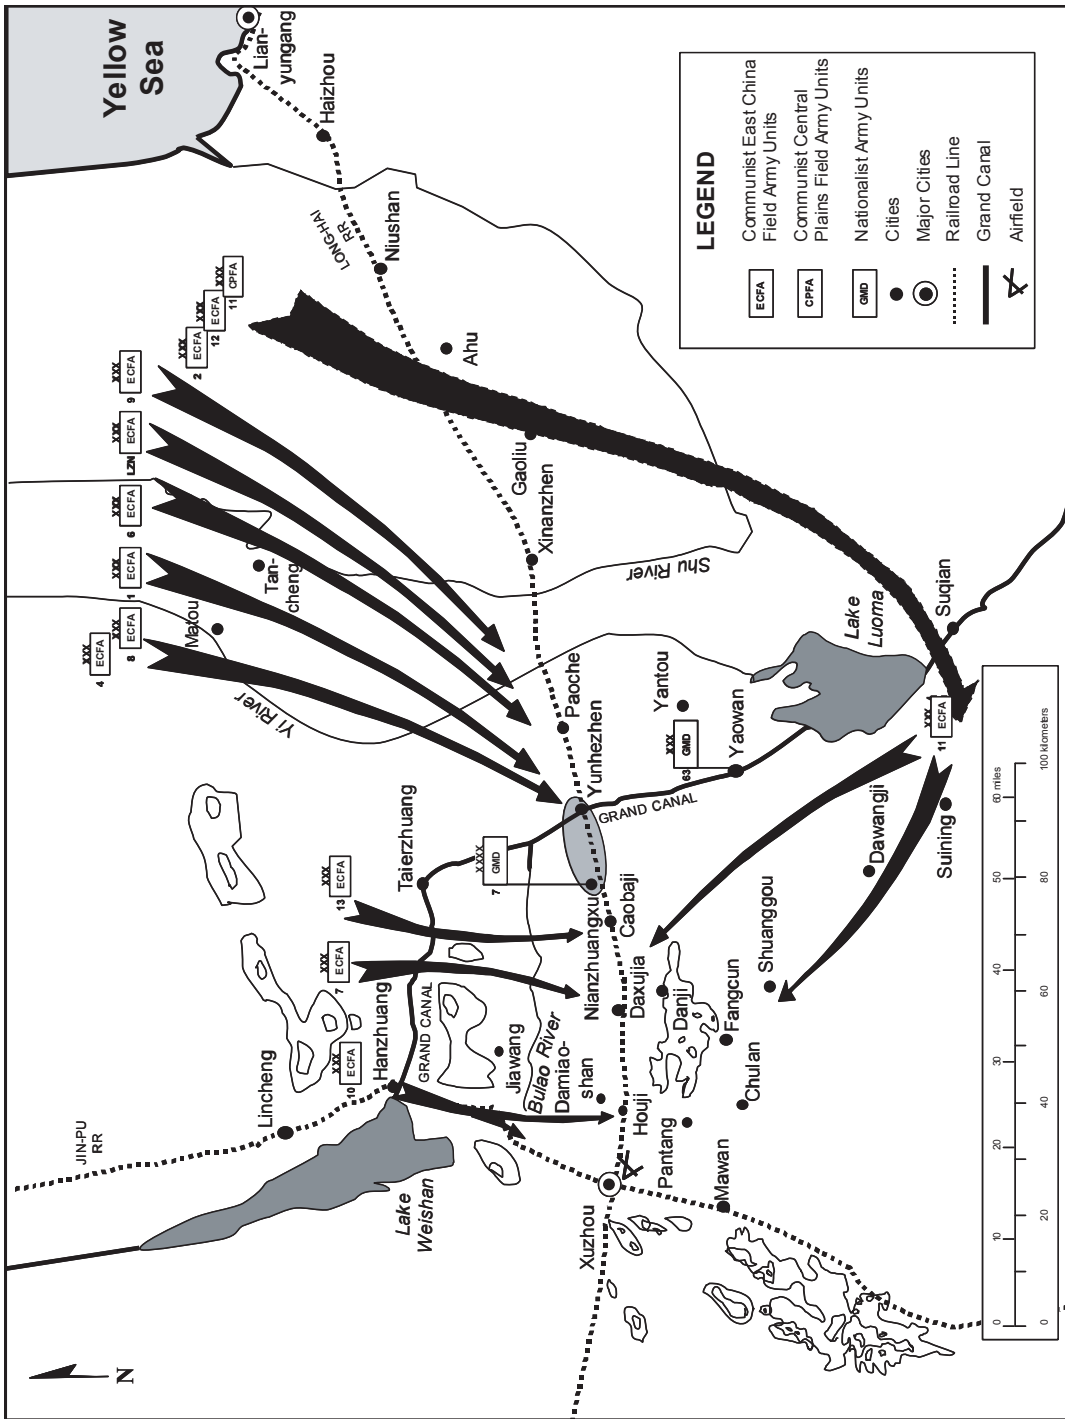 Yellow
Sea
Lian-
yungang
Haizhou
LONG-HAI
RR
Niushan
Ahu
Gaoliu
Xinanzhen
Shu River
Tan-
cheng
Matou
Yi River
Paoche
Yunhezhen
GRAND CANAL
Yantou
Yaowan
Lake
Luoma
Suqian
Taierzhuang
Nianzhuangxu
Caobaji
Daxujia
Danji
Dawangji
Suining
Shuanggou
Fangcun
Chulan
Hanzhuang
GRAND CANAL
Jiawang
Bulao River
Damiao-
shan
Houji
Pantang
Mawan
Xuzhou
Lincheng
JIN-PU
RR
Lake
Weishan
N
XXX
ECFA
4
XXX
ECFA
8
XXX
ECFA
1
XXX
ECFA
6
XXX
ECFA
LZN
XXX
ECFA
9
XXX
ECFA
2
XXX
ECFA
12
XXX
CPFA
11
XXX
ECFA
13
XXX
ECFA
7
XXX
ECFA
10
XXXX
GMD
7
XXX
GMD
63
XXX
ECFA
11
LEGEND
ECFA
Communist East China
Field Army Units
CPFA
Communist Central
Plains Field Army Units
GMD
Nationalist Army Units
Cities
Major Cities
Railroad Line
Grand Canal
Airfield
0 10 20 30 40 50 60 miles
0 20 40 60 80 100 kilometers